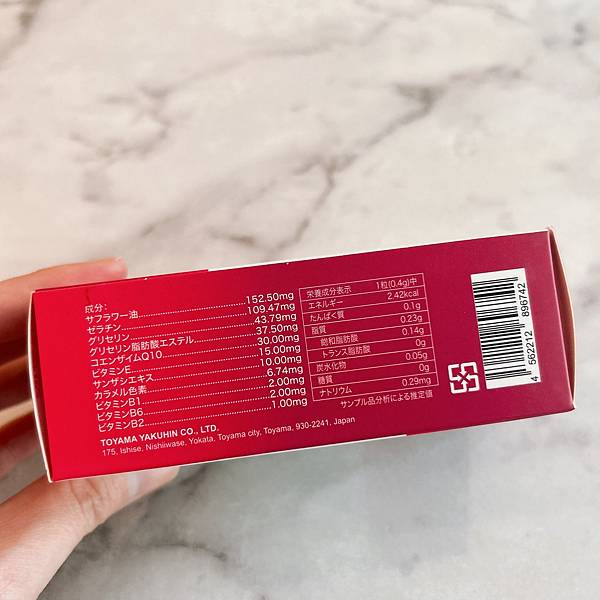 成分：
サフラワー油 152.50mg
ゼラチン 109.47mg
グリセリン 43.79mg
グリセリン脂肪酸エステル 37.50mg
コエンザイムQ10 30.00mg
ビタミンE 15.00mg
サンザシエキス 10.00mg
カラメル色素 6.74mg
ビタミンB1 2.00mg
ビタミンB6 2.00mg
ビタミンB2 1.00mg
TOYAMA YAKUHIN CO., LTD.
175, Ishise, Nishiiwase, Yokata, Toyama city, Toyama, 930-2241, Japan
栄養成分表示 1粒(0.4g)中
エネルギー 2.42kcal
たんぱく質 0.1g
脂質 0.23g
飽和脂肪酸 0.14g
トランス脂肪酸 0g
炭水化物 0.05g
糖質 0g
ナトリウム 0.29mg
サンプル品分析による推定値
4 562212 896742